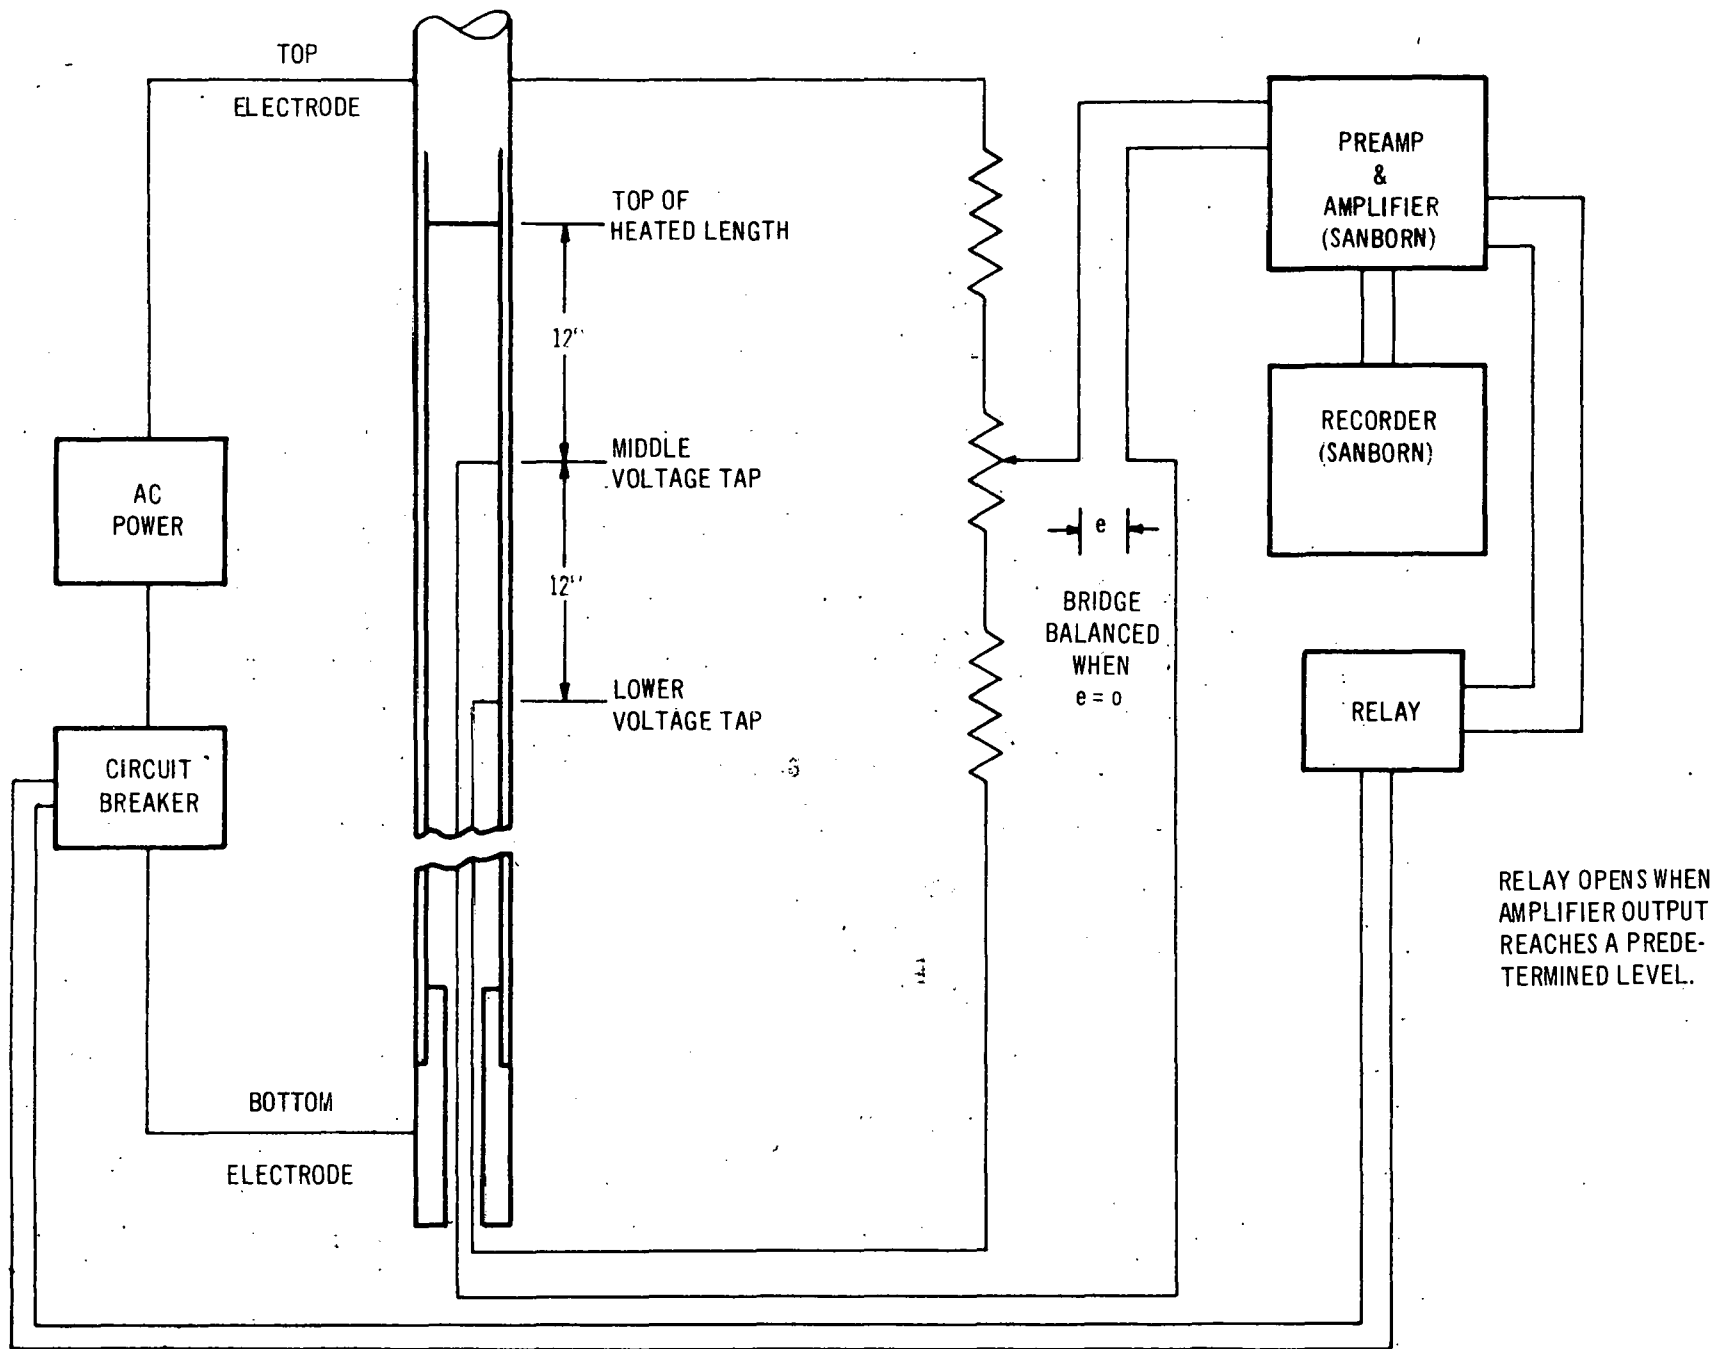 TOP
ELECTRODE
TOP OF
HEATED LENGTH
12"
MIDDLE
VOLTAGE TAP
12"
LOWER
VOLTAGE TAP
AC
POWER
CIRCUIT
BREAKER
BOTTOM
ELECTRODE
e
BRIDGE
BALANCED
WHEN
e = o
PREAMP
&
AMPLIFIER
(SANBORN)
RECORDER
(SANBORN)
RELAY
RELAY OPENS WHEN
AMPLIFIER OUTPUT
REACHES A PREDE-
TERMINED LEVEL.